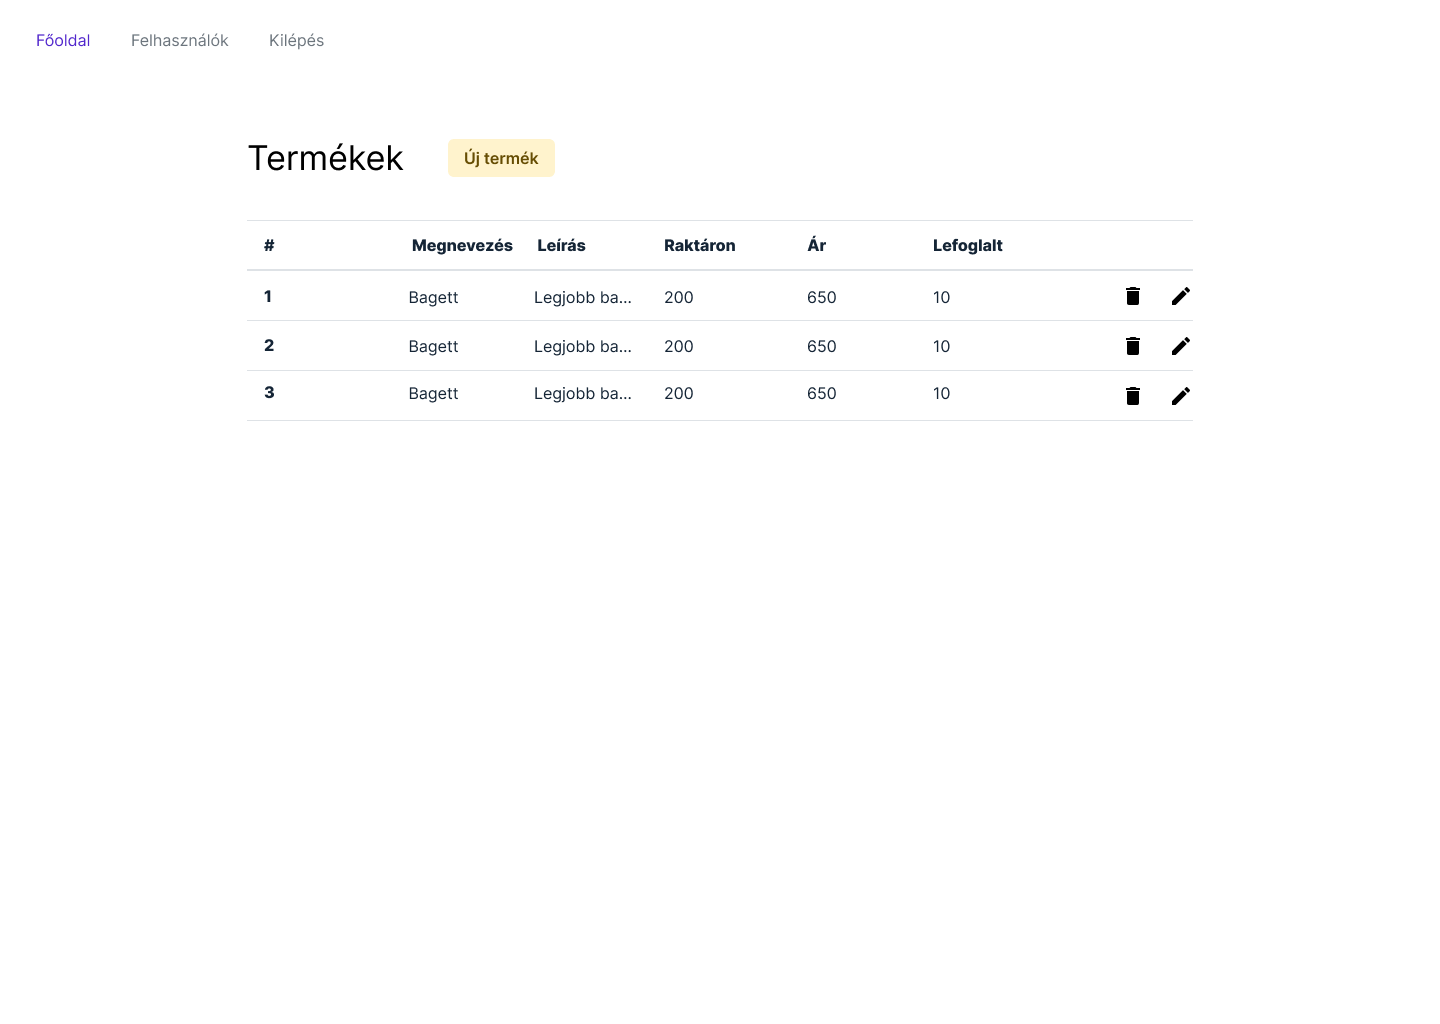 Főoldal Felhasználók Kilépés
Termékek Új termék
# Megnevezés Leírás Raktáron Ár Lefoglalt
1 Bagett Legjobb ba... 200 650 10
2 Bagett Legjobb ba... 200 650 10
3 Bagett Legjobb ba... 200 650 10